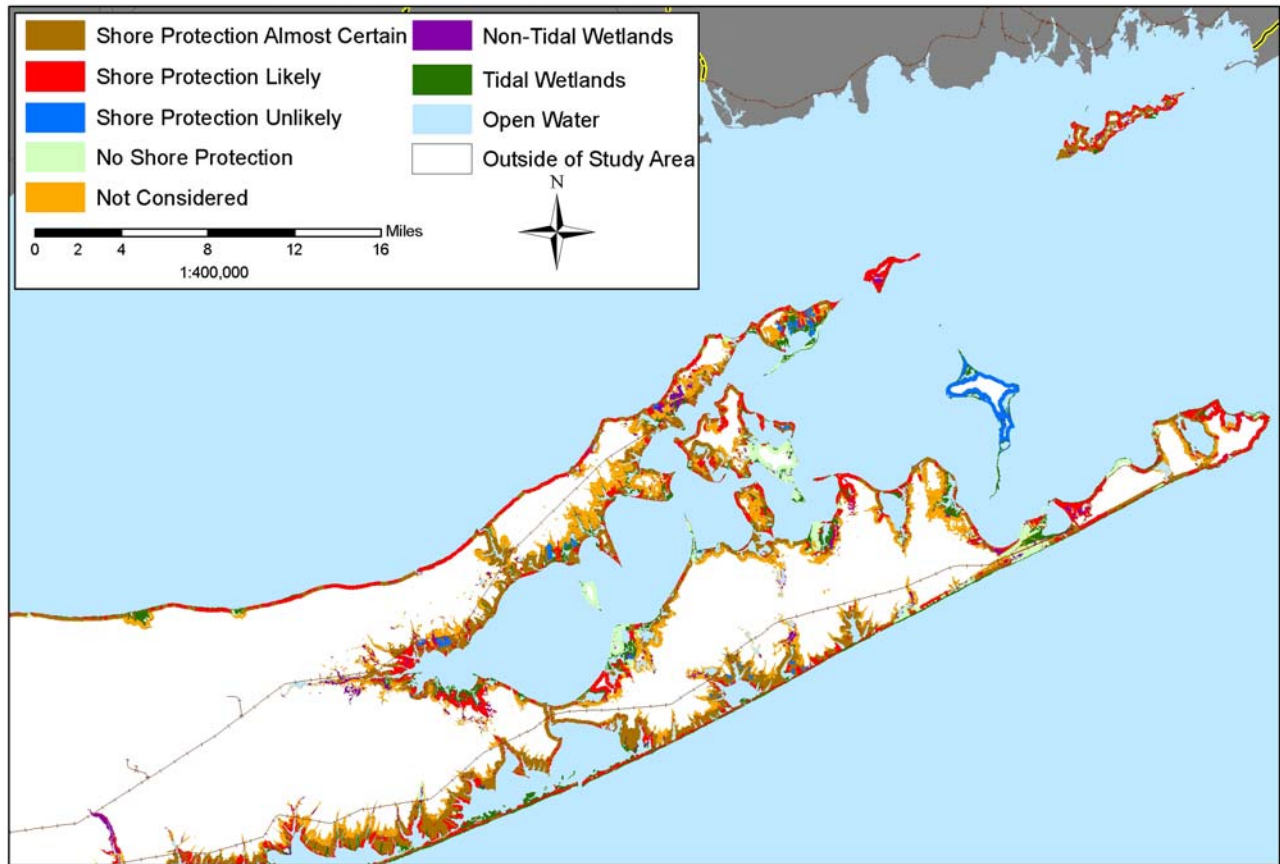 Shore Protection Almost Certain
Shore Protection Likely
Shore Protection Unlikely
No Shore Protection
Not Considered
Non-Tidal Wetlands
Tidal Wetlands
Open Water
Outside of Study Area
N
Miles
0 2 4 8 12 16
1:400,000